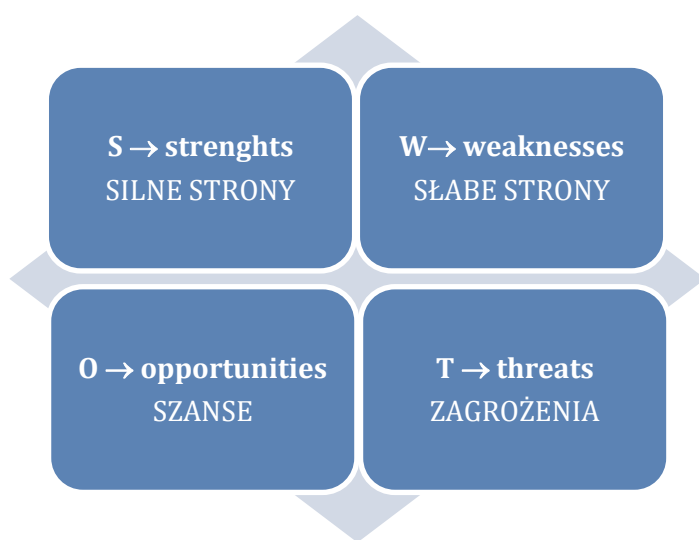 S → strenghts
SILNE STRONY
W→ weaknesses
SŁABE STRONY
O → opportunities
SZANSE
T → threats
ZAGROŻENIA